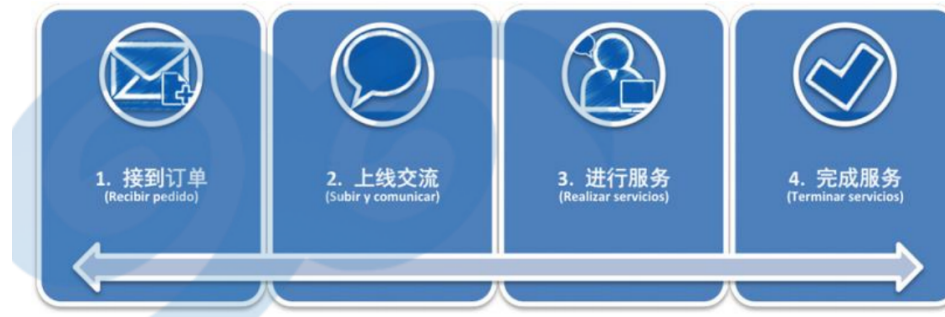 1. 接到订单
(Recibir pedido)
2. 上线交流
(Subir y comunicar)
3. 进行服务
(Realizar servicios)
4. 完成服务
(Terminar servicios)